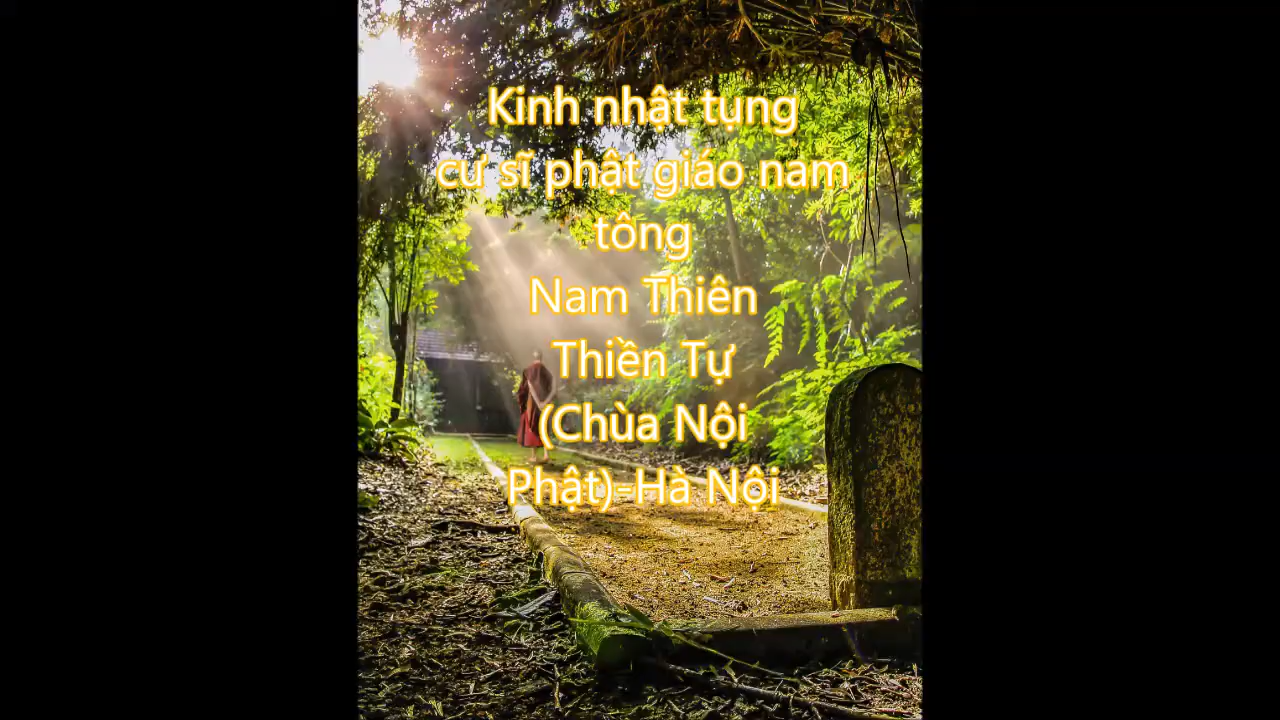 Kinh nhật tụng
cư sĩ phật giáo nam
tông
Nam Thiên
Thiền Tự
(Chùa Nội
Phật)-Hà Nội